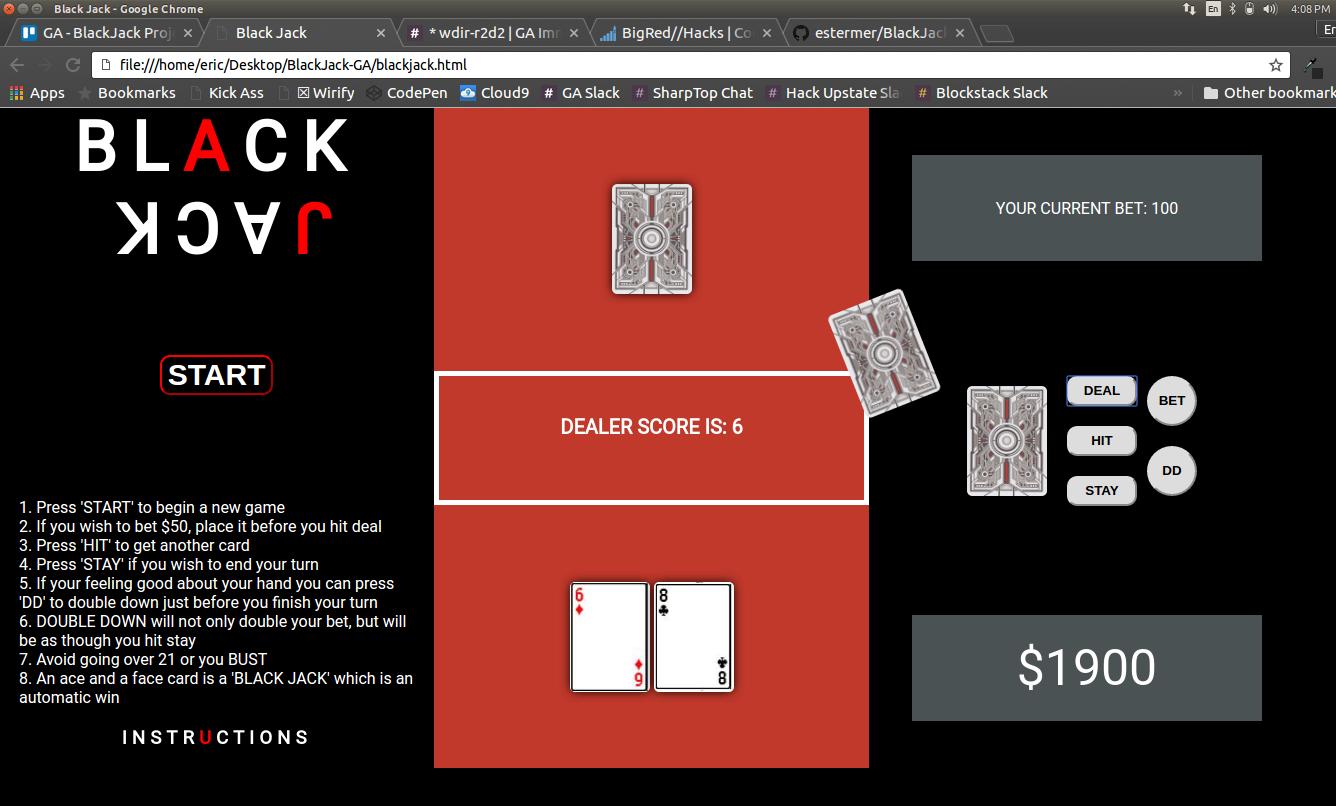 Black Jack - Google Chrome
En
4:08 PM
GA - BlackJack Proj
Black Jack
* wdir-r2d2 | GA Imm
BigRed//Hacks | Co
estermer/BlackJac
En
file:///home/eric/Desktop/BlackJack-GA/blackjack.html
Apps
Bookmarks
Kick Ass
Wirify
CodePen
Cloud9
GA Slack
SharpTop Chat
Hack Upstate Sla
Blockstack Slack
»
Other bookmark
BLACK
JACK
START
1. Press 'START' to begin a new game
2. If you wish to bet $50, place it before you hit deal
3. Press 'HIT' to get another card
4. Press 'STAY' if you wish to end your turn
5. If your feeling good about your hand you can press
'DD' to double down just before you finish your turn
6. DOUBLE DOWN will not only double your bet, but will
be as though you hit stay
7. Avoid going over 21 or you BUST
8. An ace and a face card is a 'BLACK JACK' which is an
automatic win
INSTRUCTIONS
DEALER SCORE IS: 6
6
6
8
8
YOUR CURRENT BET: 100
DEAL
BET
HIT
DD
STAY
$1900